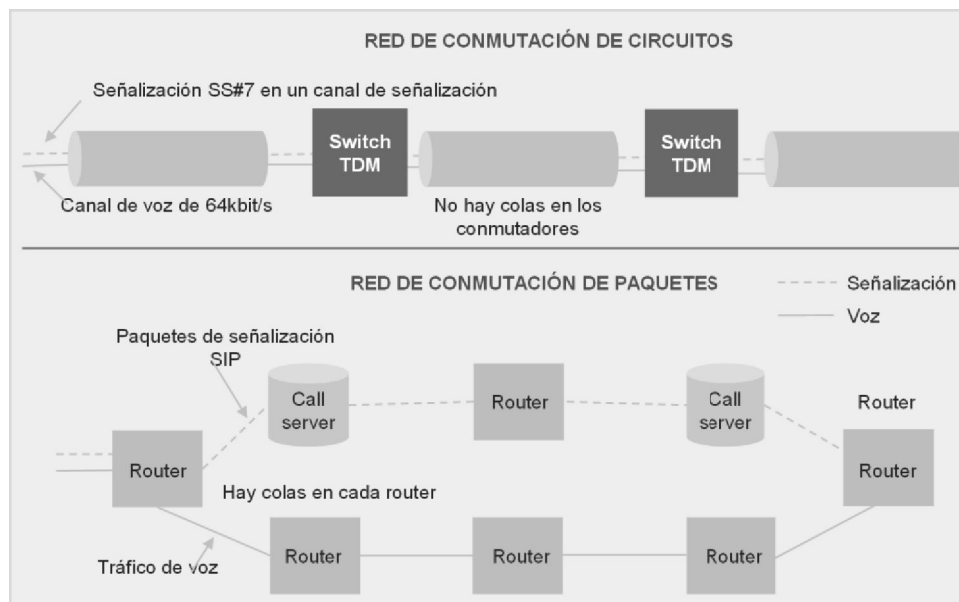 RED DE CONMUTACIÓN DE CIRCUITOS
Señalización SS#7 en un canal de señalización
Switch
TDM
Switch
TDM
Canal de voz de 64kbit/s
No hay colas en los
conmutadores
RED DE CONMUTACIÓN DE PAQUETES
Señalización
Voz
Paquetes de señalización
SIP
Call
server
Router
Call
server
Router
Router
Router
Hay colas en cada router
Router
Router
Router
Tráfico de voz